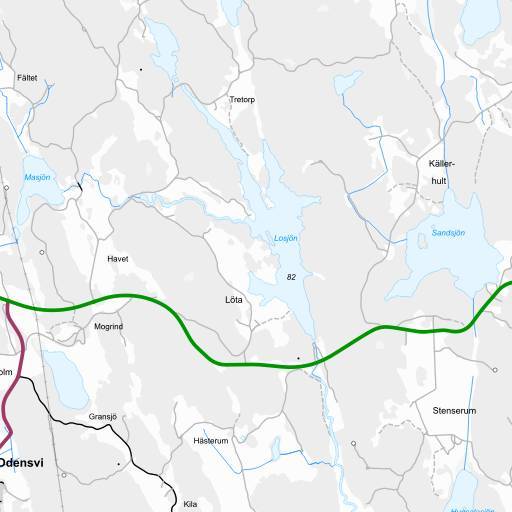 Fältet
Tretorp
Käller-
hult
Masjön
Sandsjön
Losjön
Havet
82
Löta
Mogrind
olm
Gransjö
Stenserum
Hästerum
Odensvi
Kila